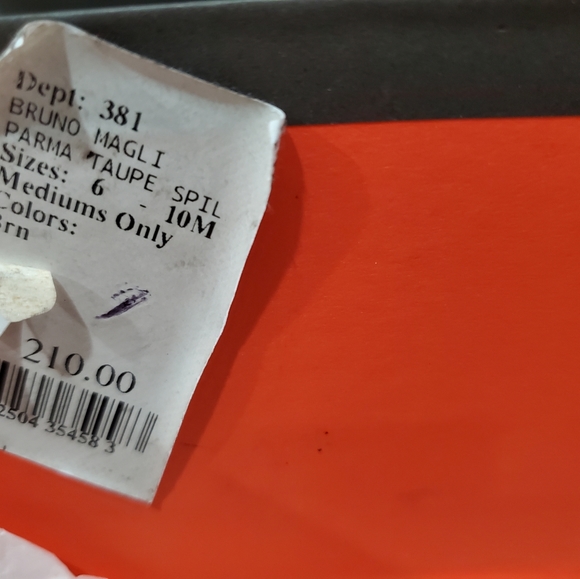 Dept: 381
BRUNO MAGLI
PARMA TAUPE SPIL
Sizes: 6 - 10M
Mediums Only
Colors:
Brn
210.00
2504 35458 3